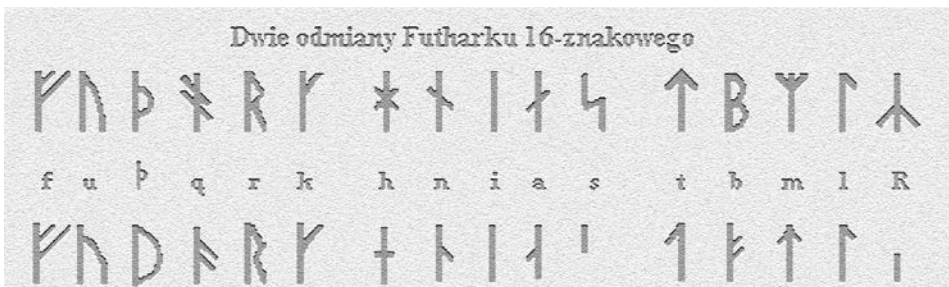 Dwie odmiany Futharku 16-znakowego
ᚠ ᚢ ᚦ ᚬ ᚱ ᚴ ᚼ ᚾ ᛁ ᛅ ᛋ ᛏ ᛒ ᛘ ᛚ ᛦ
f u þ q r k h n i a s t b m l R
ᚠ ᚢ ᚦ ᚭ ᚱ ᚴ ᚽ ᚿ ᛁ ᛆ ᛌ ᛐ ᛓ ᛙ ᛚ ᛧ